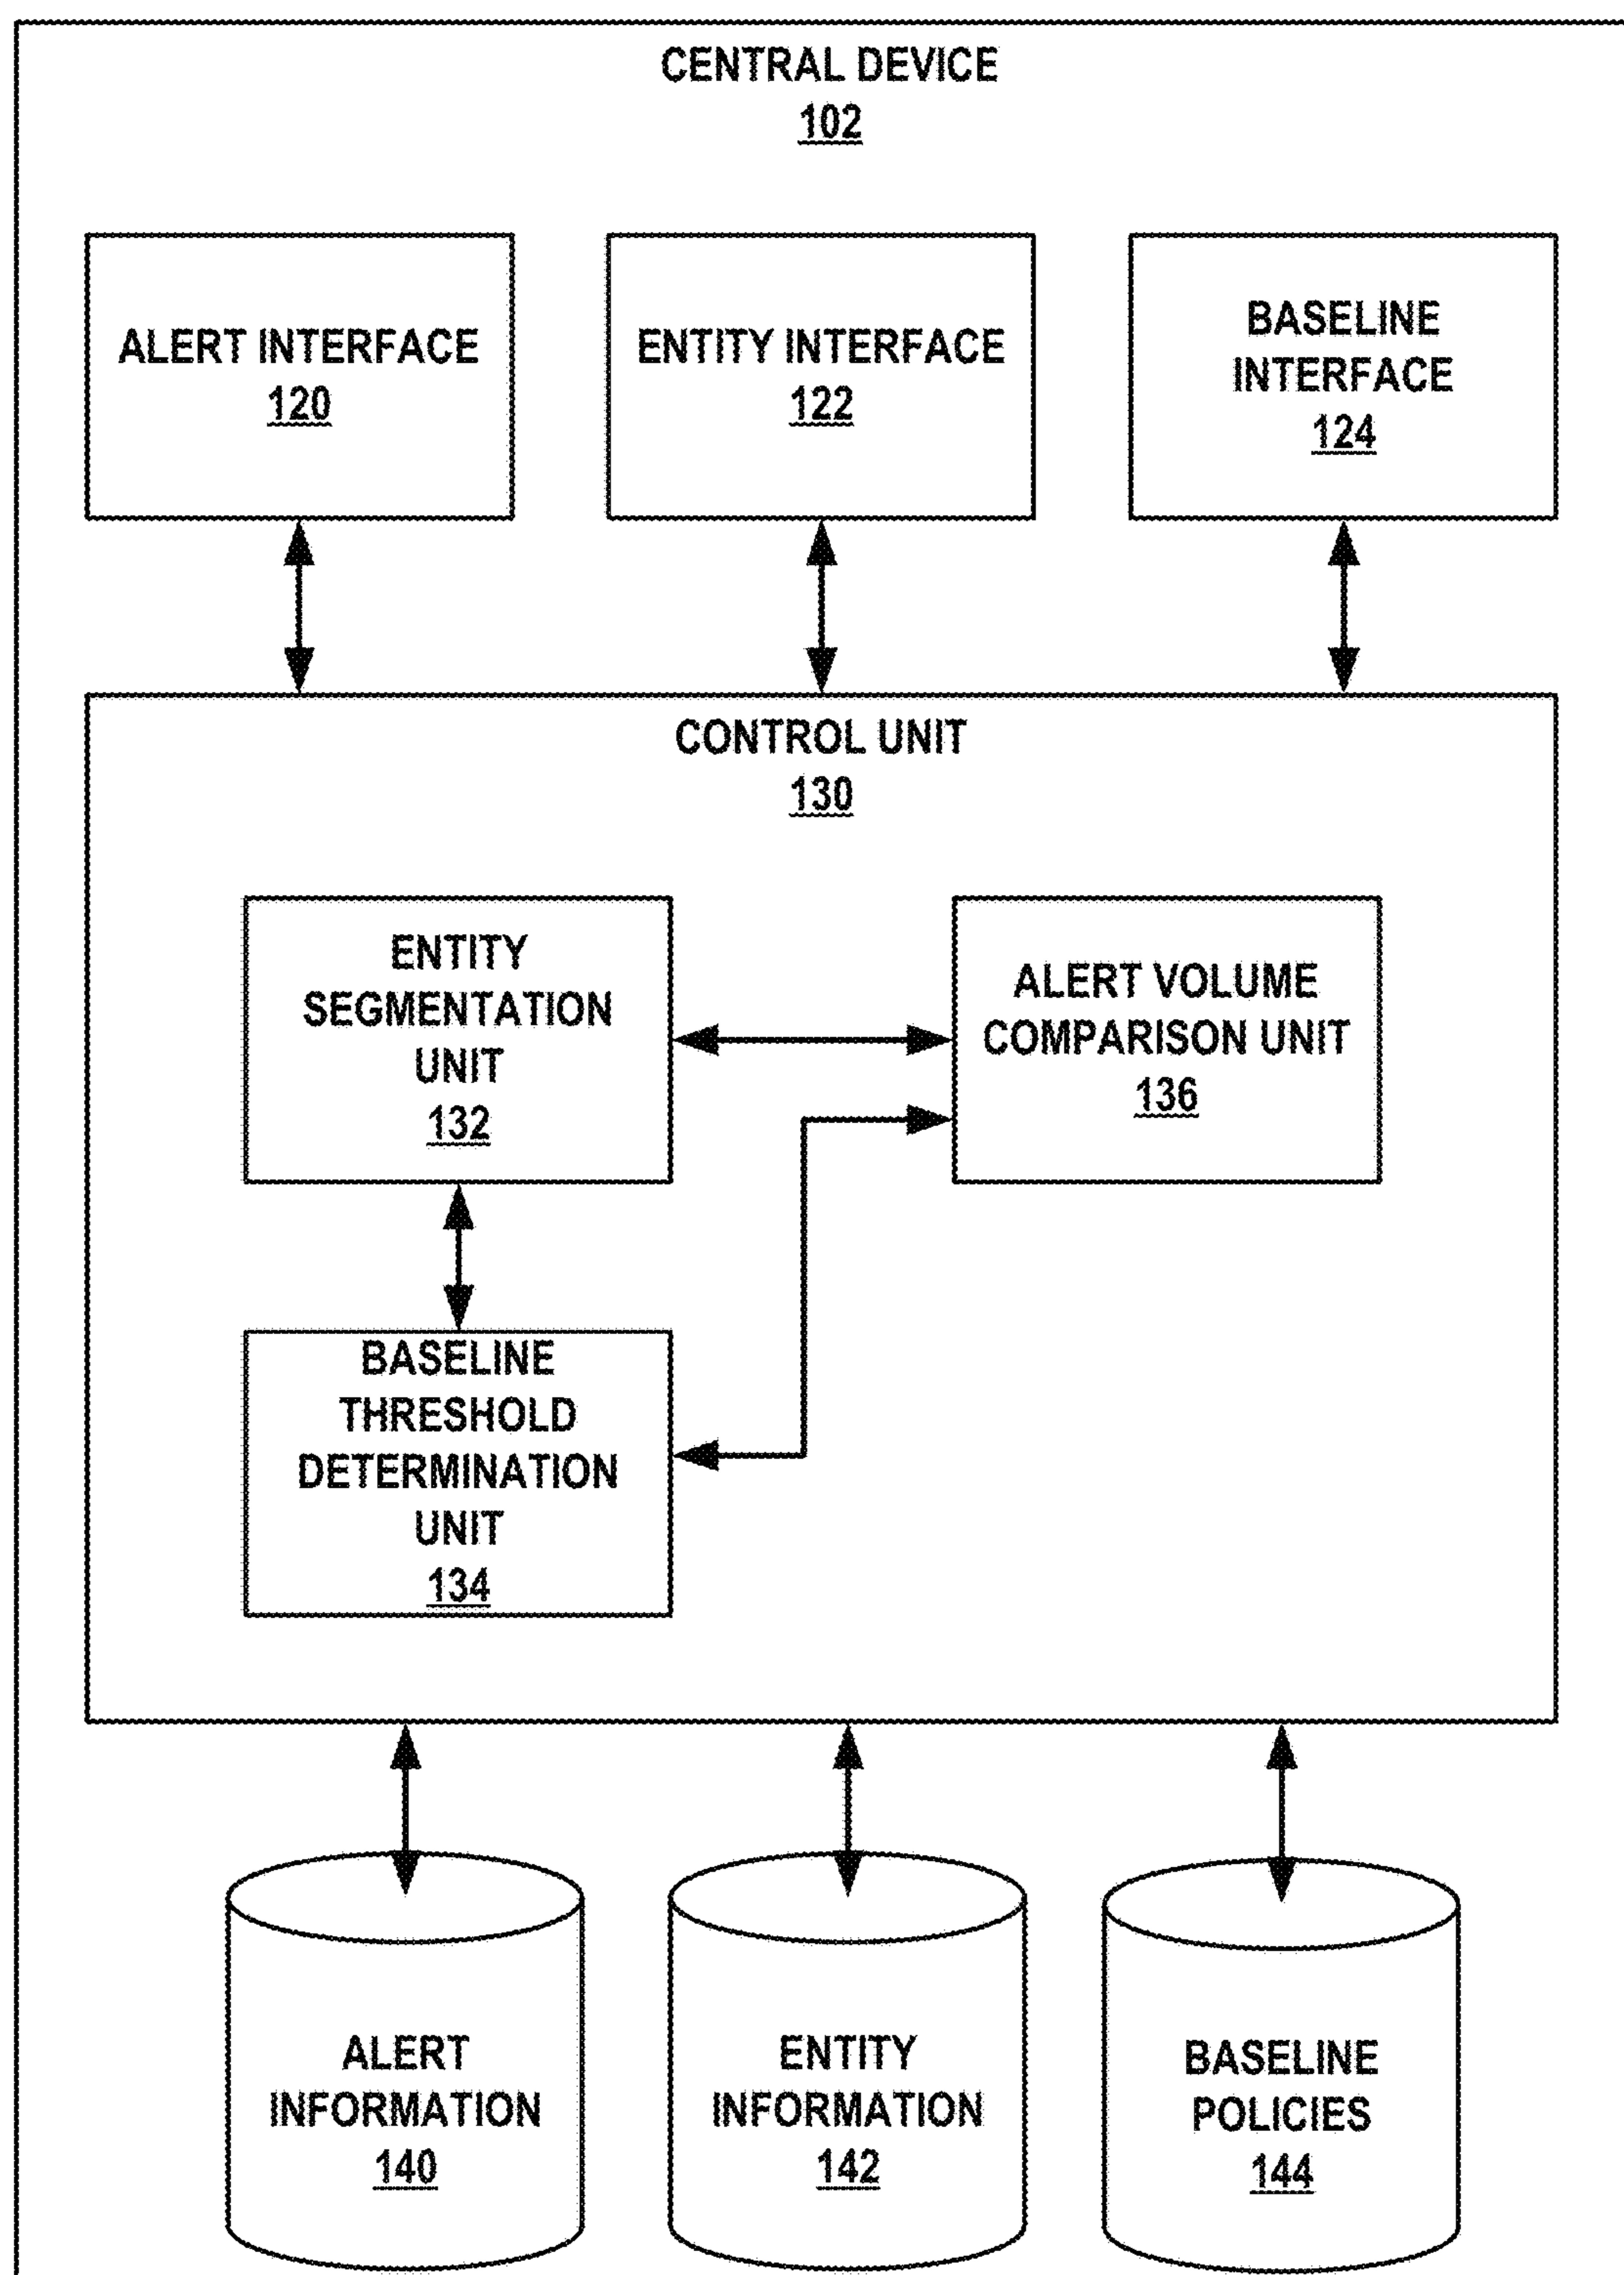 CENTRAL DEVICE
102
ALERT INTERFACE
120
ENTITY INTERFACE
122
BASELINE
INTERFACE
124
CONTROL UNIT
130
ENTITY
SEGMENTATION
UNIT
132
ALERT VOLUME
COMPARISON UNIT
136
BASELINE
THRESHOLD
DETERMINATION
UNIT
134
ALERT
INFORMATION
140
ENTITY
INFORMATION
142
BASELINE
POLICIES
144